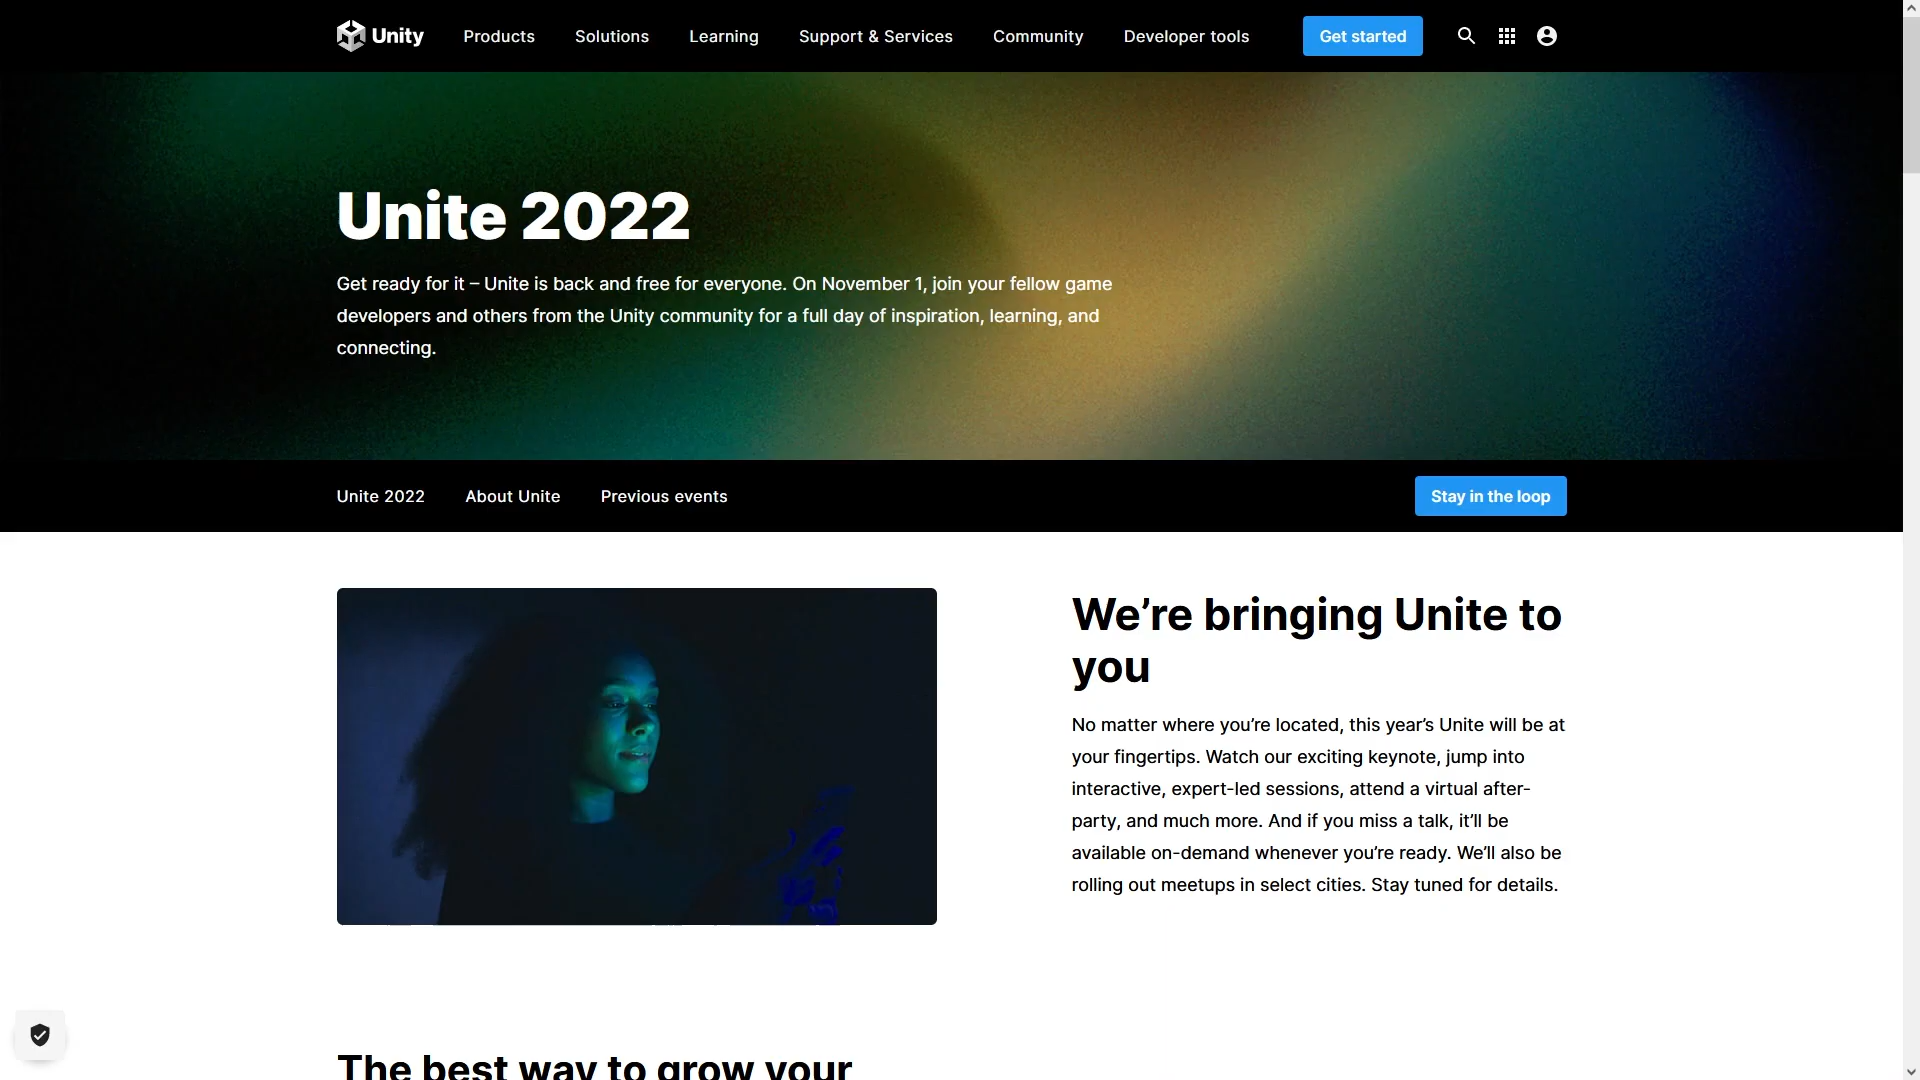 Unity
Products
Solutions
Learning
Support & Services
Community
Developer tools
Get started
Unite 2022
Get ready for it – Unite is back and free for everyone. On November 1, join your fellow game
developers and others from the Unity community for a full day of inspiration, learning, and
connecting.
Unite 2022
About Unite
Previous events
Stay in the loop
We’re bringing Unite to
you
No matter where you’re located, this year’s Unite will be at
your fingertips. Watch our exciting keynote, jump into
interactive, expert-led sessions, attend a virtual after-
party, and much more. And if you miss a talk, it’ll be
available on-demand whenever you’re ready. We’ll also be
rolling out meetups in select cities. Stay tuned for details.
The best way to grow your